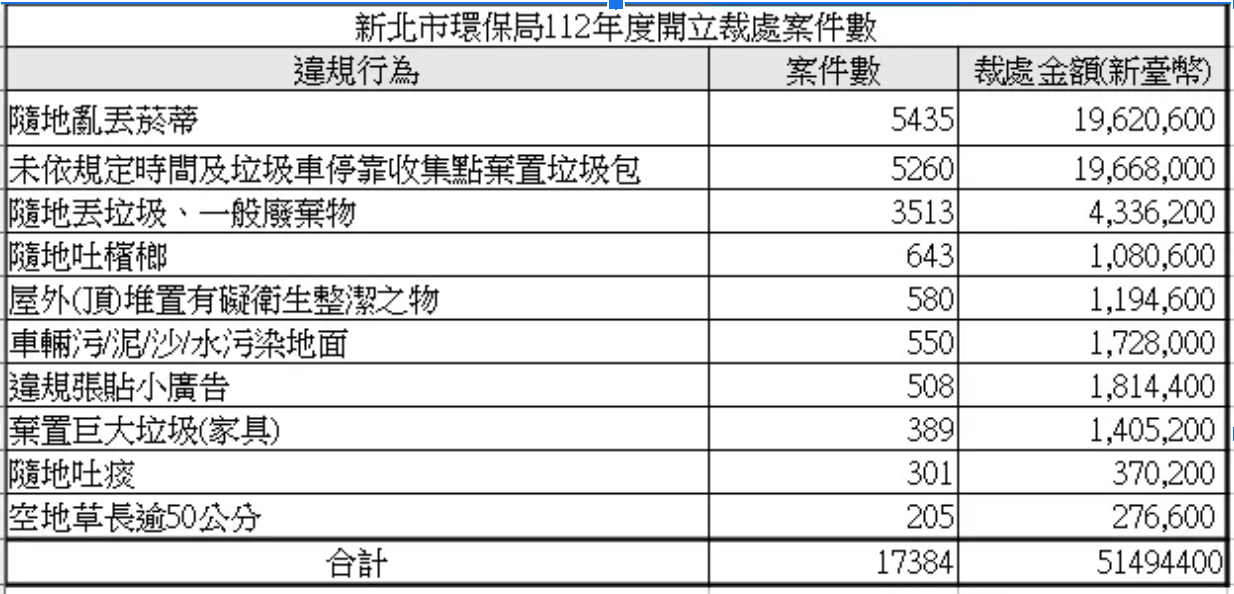 新北市環保局112年度開立裁處案件數
違規行為 案件數 裁處金額(新臺幣)
隨地亂丟菸蒂 5435 19,620,600
未依規定時間及垃圾車停靠收集點棄置垃圾包 5260 19,668,000
隨地丟垃圾、一般廢棄物 3513 4,336,200
隨地吐檳榔 643 1,080,600
屋外(頂)堆置有礙衛生整潔之物 580 1,194,600
車輛污/泥/沙/水污染地面 550 1,728,000
違規張貼小廣告 508 1,814,400
棄置巨大垃圾(家具) 389 1,405,200
隨地吐痰 301 370,200
空地草長逾50公分 205 276,600
合計 17384 51494400